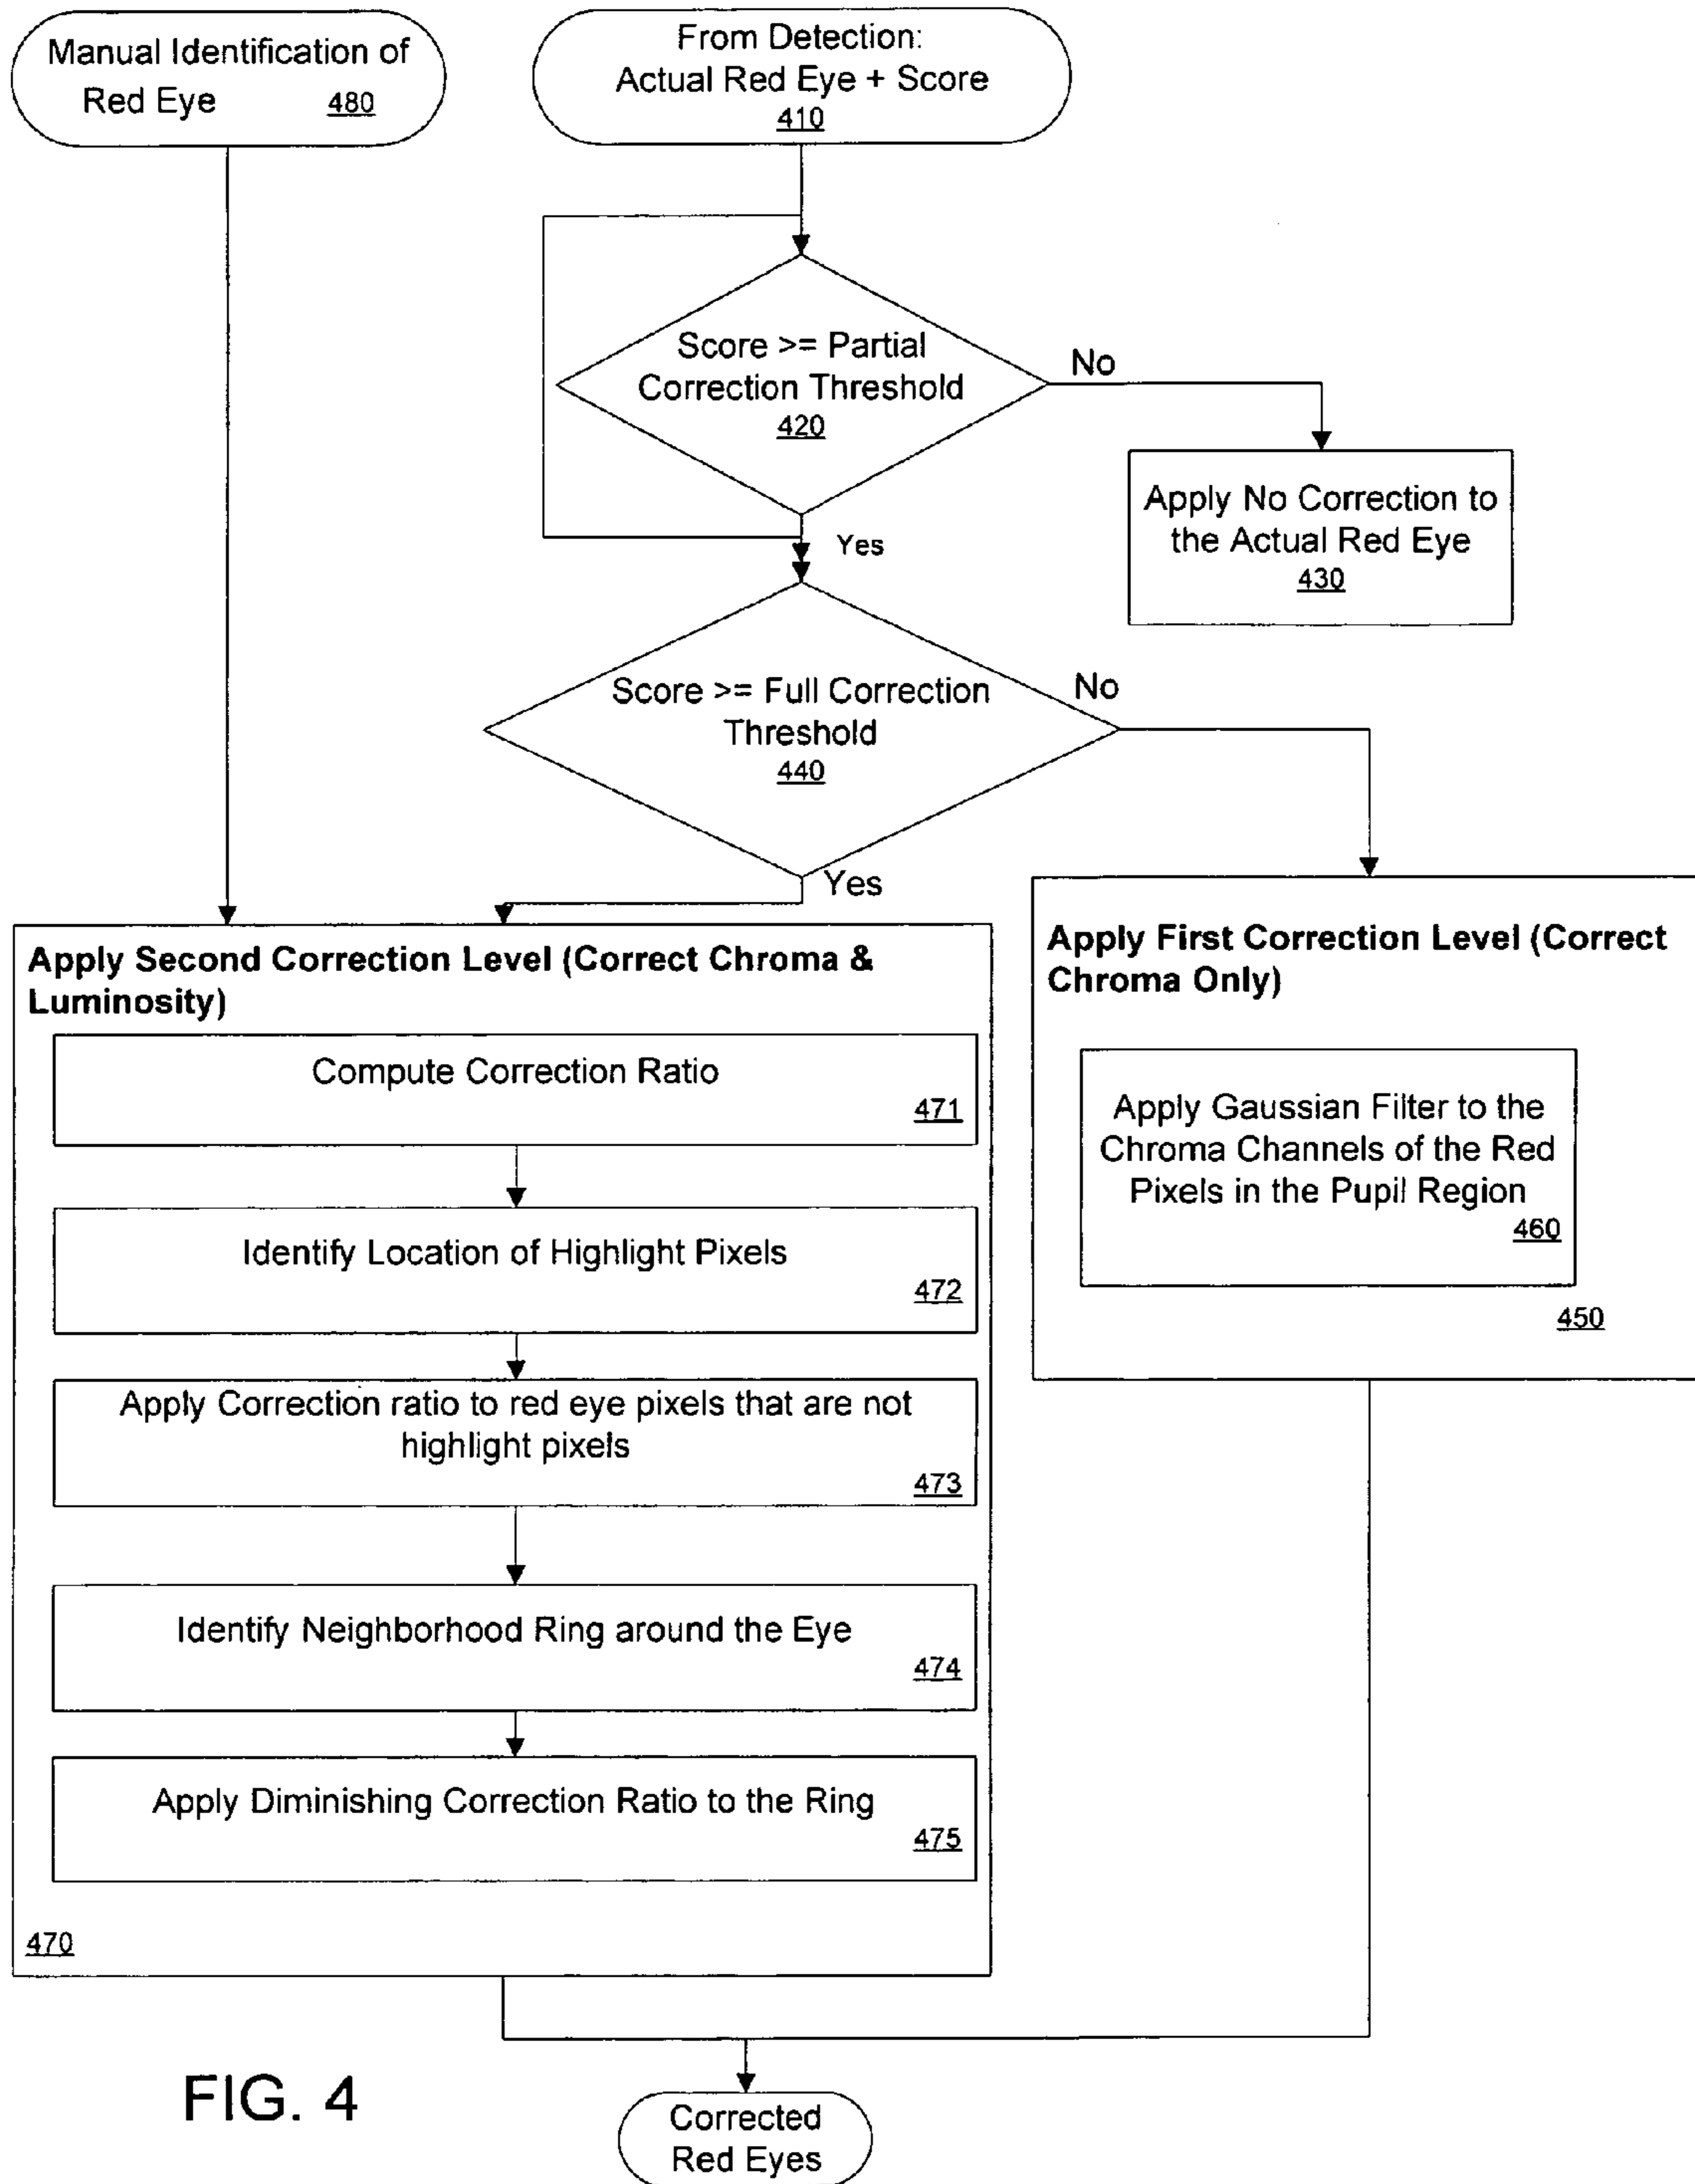 Manual Identification of
Red Eye 480
From Detection:
Actual Red Eye + Score
410
Score >= Partial
Correction Threshold
420
No
Apply No Correction to
the Actual Red Eye
430
Yes
Score >= Full Correction
Threshold
440
No
Yes
Apply Second Correction Level (Correct Chroma &
Luminosity)
Compute Correction Ratio
471
Identify Location of Highlight Pixels
472
Apply Correction ratio to red eye pixels that are not
highlight pixels
473
Identify Neighborhood Ring around the Eye
474
Apply Diminishing Correction Ratio to the Ring
475
470
Apply First Correction Level (Correct
Chroma Only)
Apply Gaussian Filter to the
Chroma Channels of the Red
Pixels in the Pupil Region
460
450
FIG. 4
Corrected
Red Eyes